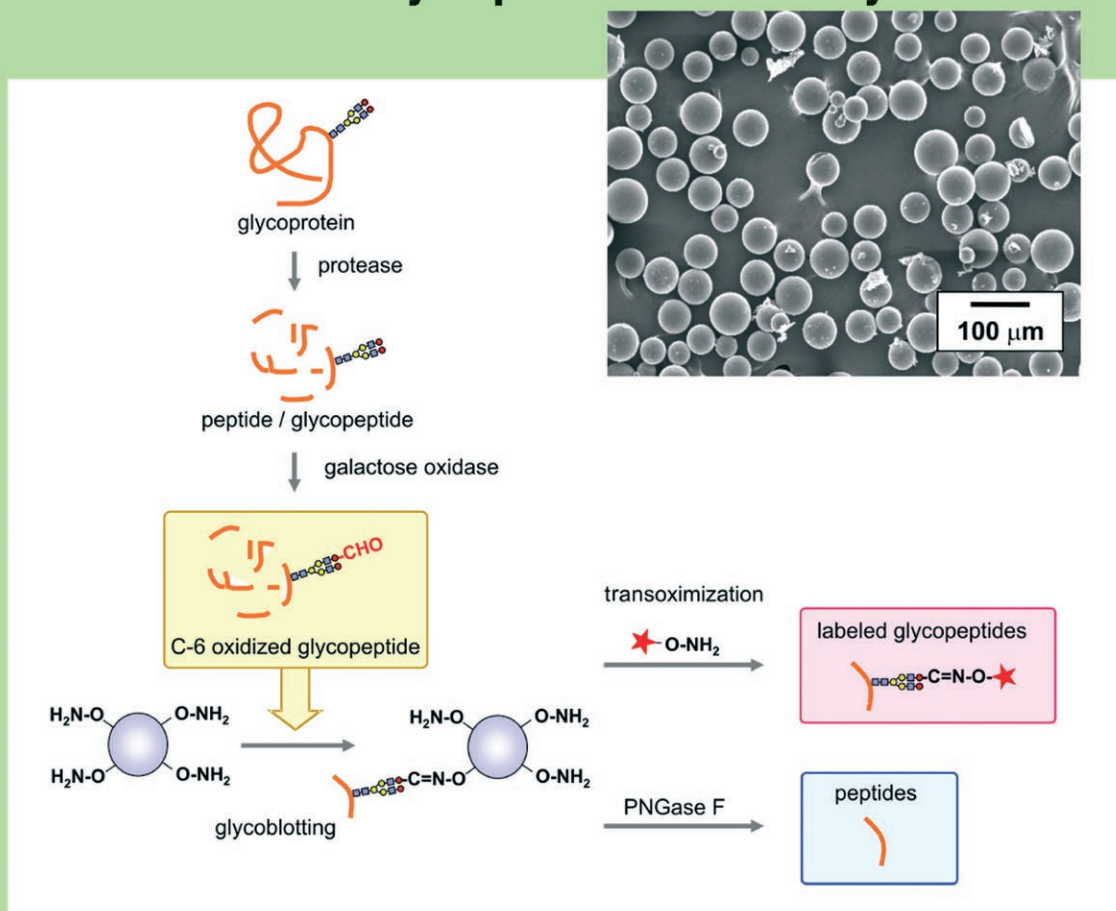 100 μm
glycoprotein
protease
peptide / glycopeptide
galactose oxidase
CHO
C-6 oxidized glycopeptide
transoximization
O-NH₂
labeled glycopeptides
C=N-O-
H₂N-O
O-NH₂
H₂N-O
O-NH₂
H₂N-O
O-NH₂
C=N-O
O-NH₂
glycoblotting
PNGase F
peptides